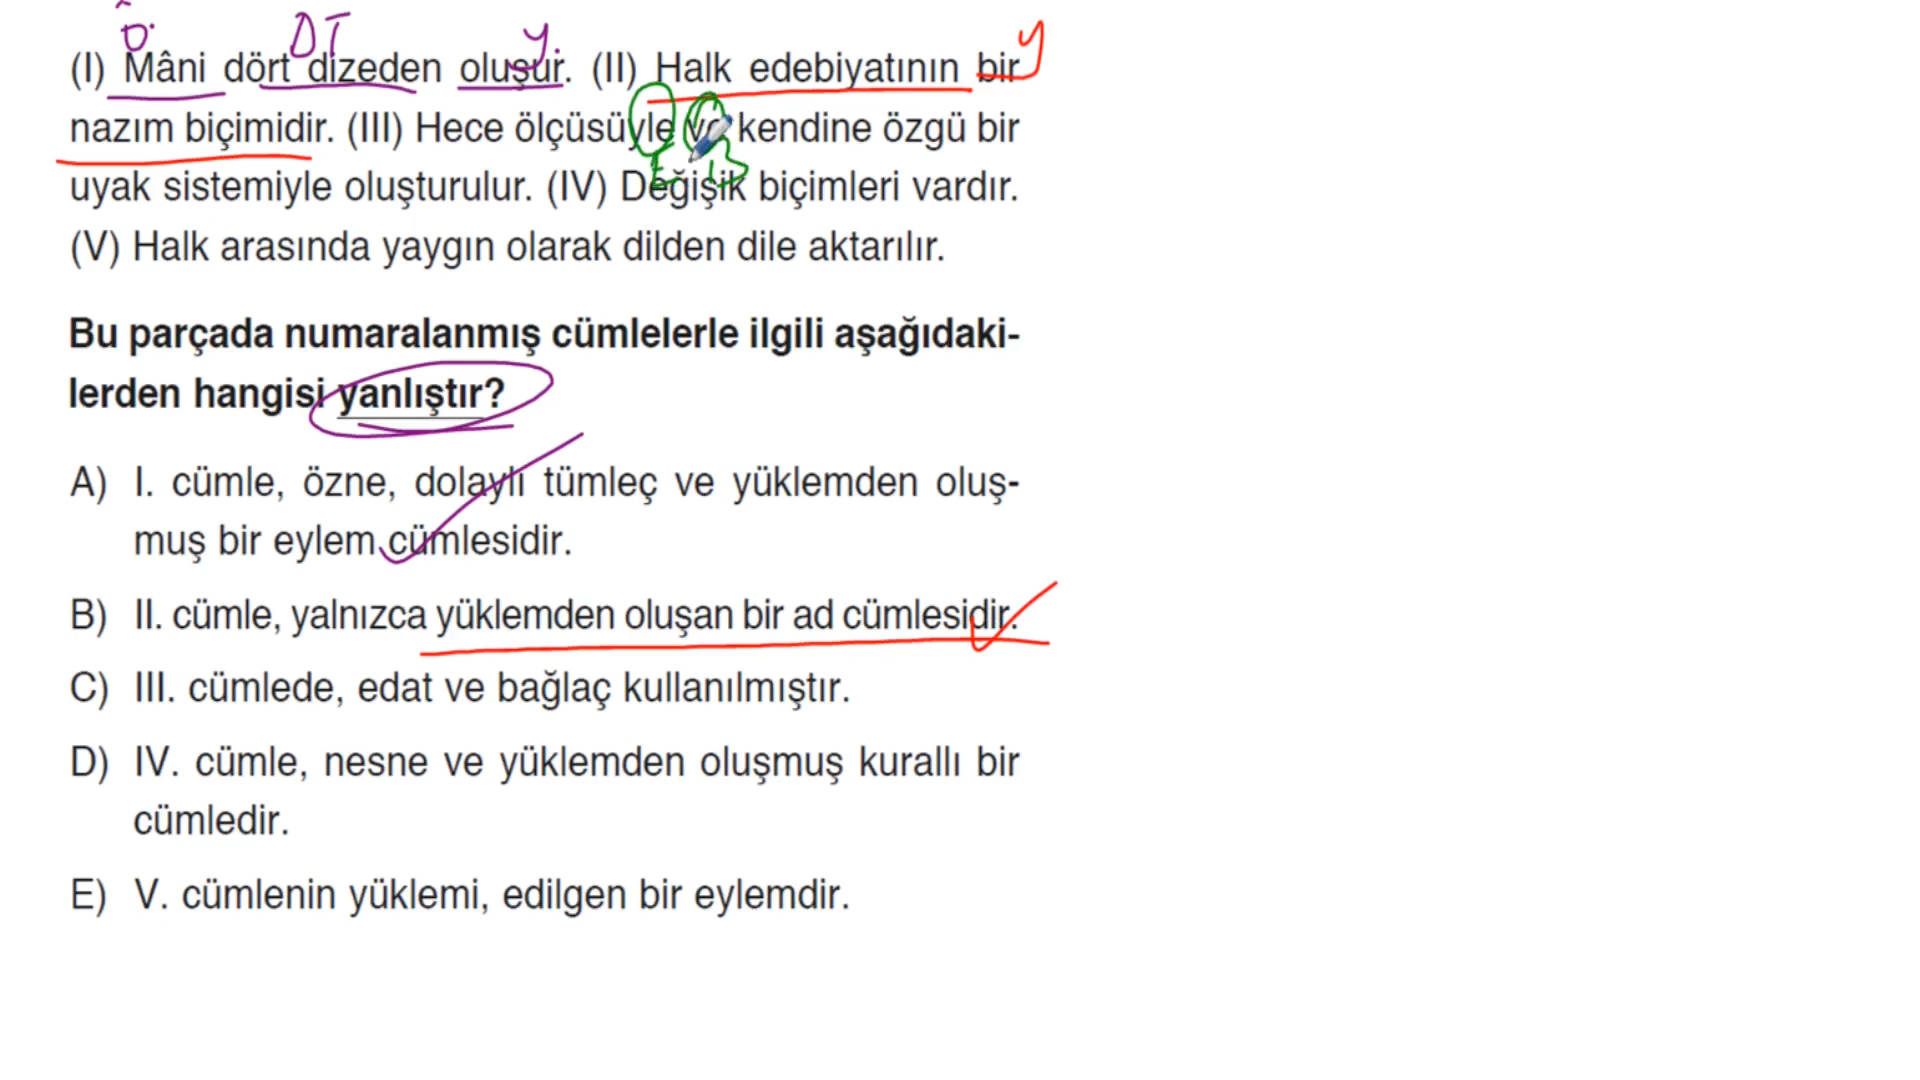 ö.
DT
y.
y
(I) Mâni dört dizeden oluşur. (II) Halk edebiyatının bir
nazım biçimidir. (III) Hece ölçüsüyle ve kendine özgü bir
E
B
uyak sistemiyle oluşturulur. (IV) Değişik biçimleri vardır.
(V) Halk arasında yaygın olarak dilden dile aktarılır.
Bu parçada numaralanmış cümlelerle ilgili aşağıdaki-
lerden hangisi yanlıştır?
A) I. cümle, özne, dolaylı tümleç ve yüklemden oluş-
muş bir eylem cümlesidir.
B) II. cümle, yalnızca yüklemden oluşan bir ad cümlesidir.
C) III. cümlede, edat ve bağlaç kullanılmıştır.
D) IV. cümle, nesne ve yüklemden oluşmuş kurallı bir
cümledir.
E) V. cümlenin yüklemi, edilgen bir eylemdir.